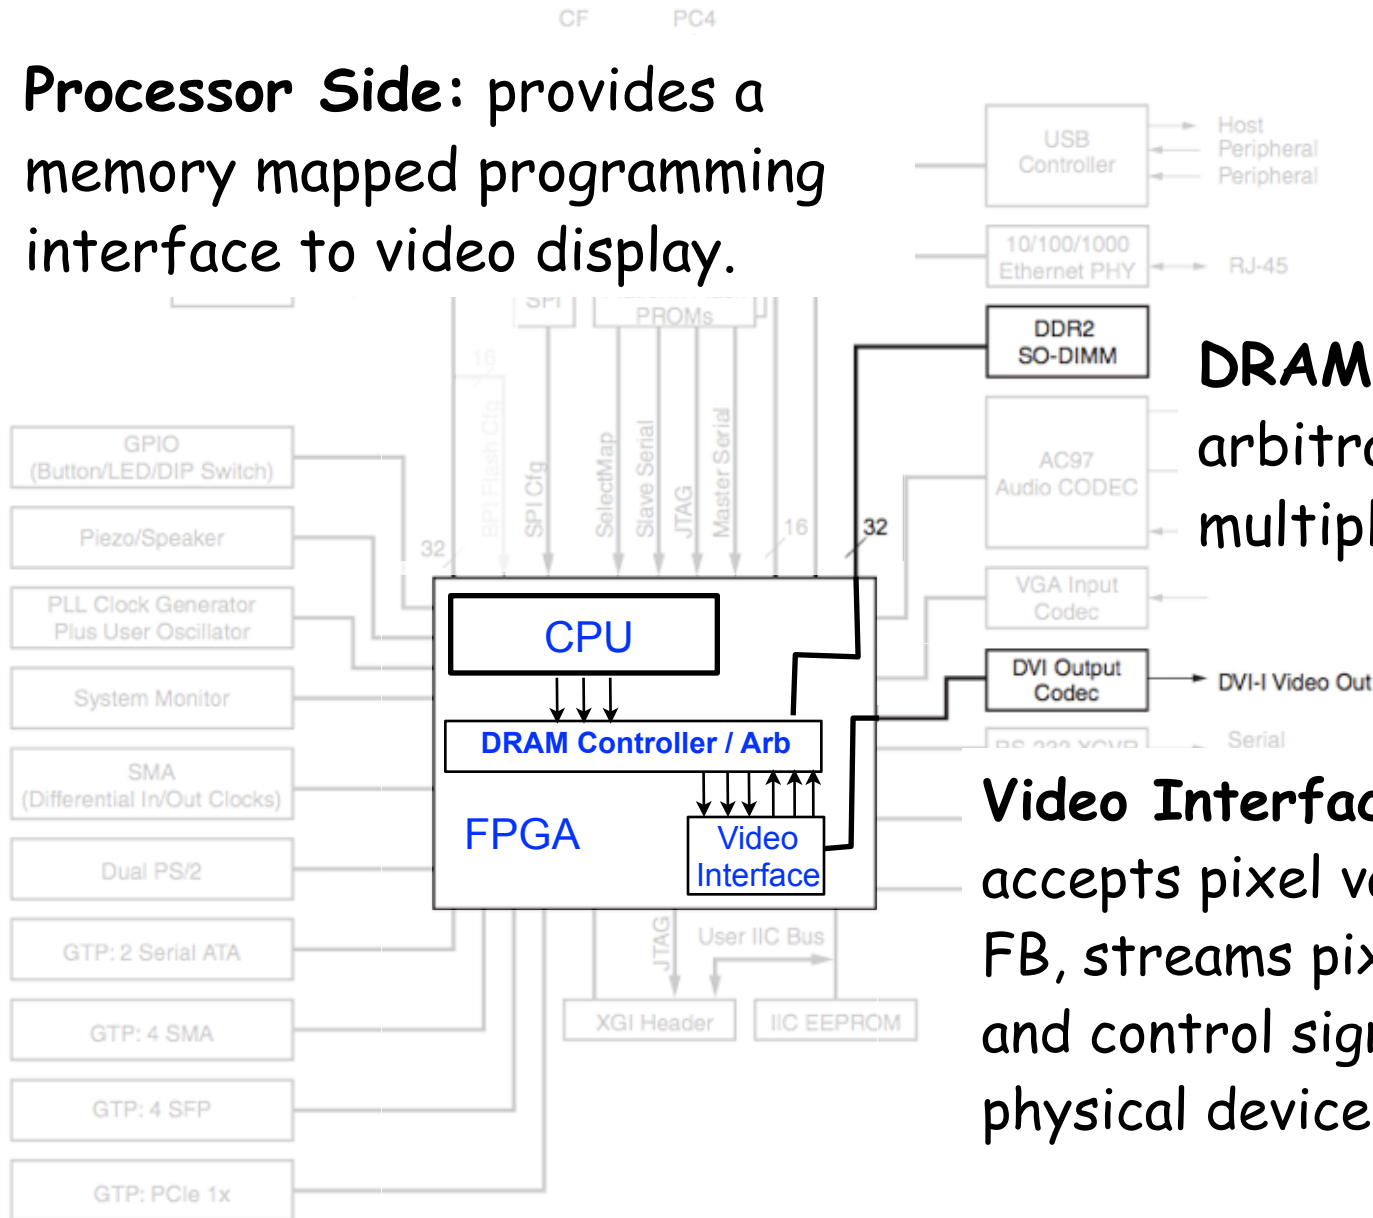 CF
PC4
Processor Side: provides a
memory mapped programming
interface to video display.
USB
Controller
Host
Peripheral
Peripheral
10/100/1000
Ethernet PHY
RJ-45
SPI
PROMs
DDR2
SO-DIMM
DRAM
multipl
AC97
Audio CODEC
16
BPI Flash Cfg
SPI Cfg
SelectMap
Slave Serial
JTAG
Master Serial
32
16
32
GPIO
(Button/LED/DIP Switch)
Piezo/Speaker
PLL Clock Generator
Plus User Oscillator
System Monitor
SMA
(Differential In/Out Clocks)
Dual PS/2
GTP: 2 Serial ATA
GTP: 4 SMA
GTP: 4 SFP
GTP: PCIe 1x
CPU
DRAM Controller / Arb
FPGA
Video
Interface
VGA Input
Codec
DVI Output
Codec
DVI-I Video Out
RS-232 XCVR
Serial
Video Interfac
accepts pixel v
FB, streams pix
and control sig
physical device
JTAG
User IIC Bus
XGI Header
IIC EEPROM